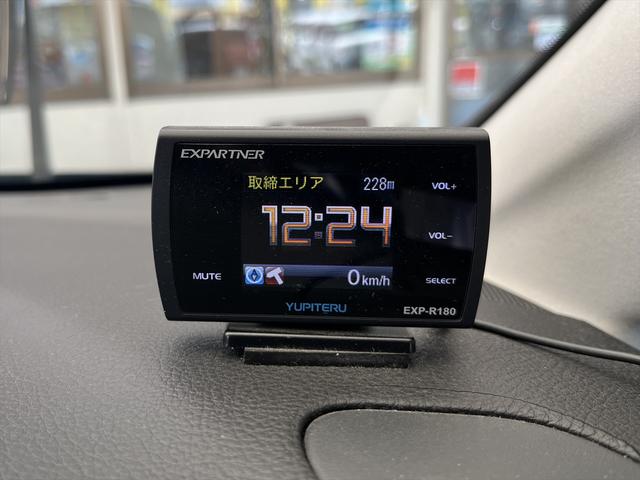 EXPARTNER
取締エリア 228m
VOL+
12:24
VOL−
MUTE
0km/h
SELECT
YUPITERU
EXP-R180